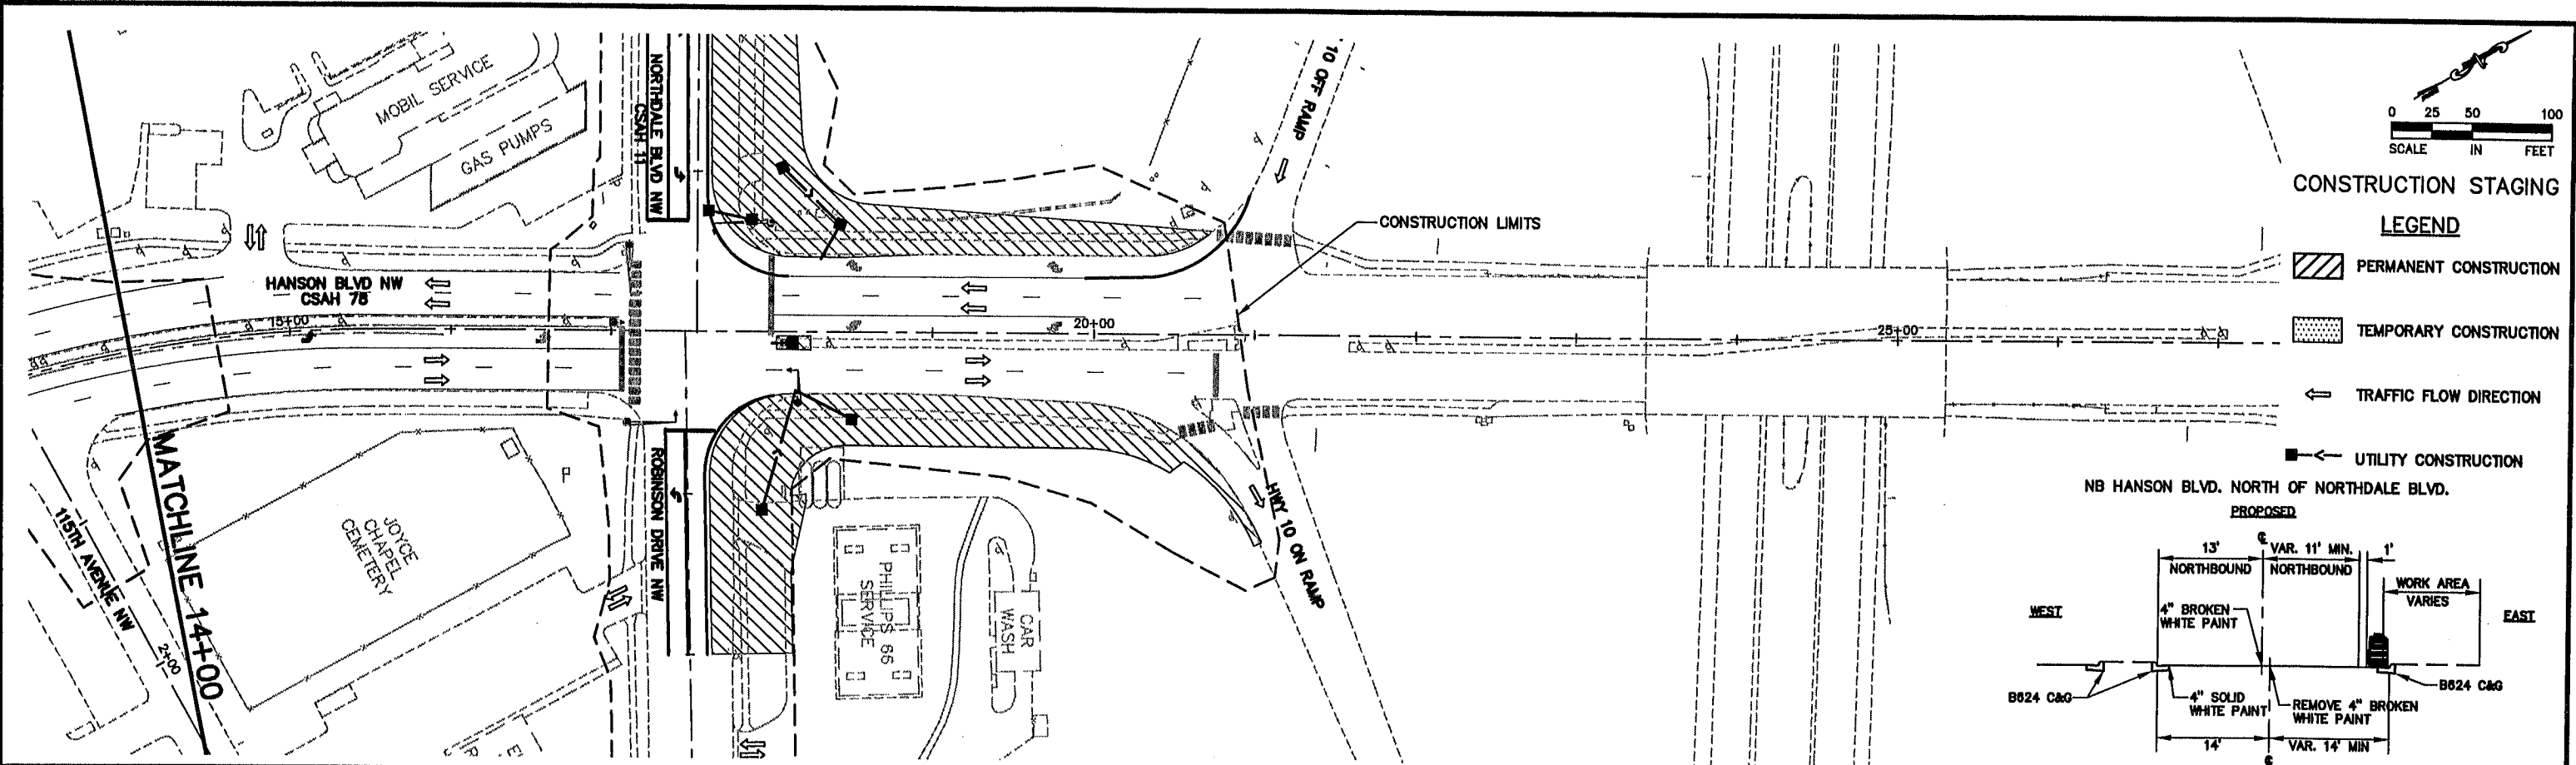 MOBIL SERVICE
GAS PUMPS
NORTHDALE BLVD NW
CSAH 11
HANSON BLVD NW
CSAH 78
15+00
20+00
25+00
10 OFF RAMP
CONSTRUCTION LIMITS
HWY 10 ON RAMP
ROBINSON DRIVE NW
MATCHLINE 14+00
115TH AVENUE NW
2+00
JOYCE
CHAPEL
CEMETERY
PHILLIPS 66
SERVICE
CAR
WASH
0 25 50 100
SCALE IN FEET
CONSTRUCTION STAGING
LEGEND
PERMANENT CONSTRUCTION
TEMPORARY CONSTRUCTION
TRAFFIC FLOW DIRECTION
UTILITY CONSTRUCTION
NB HANSON BLVD. NORTH OF NORTHDALE BLVD.
PROPOSED
13' VAR. 11' MIN. 1'
NORTHBOUND NORTHBOUND
WORK AREA
VARIES
WEST
EAST
4" BROKEN
WHITE PAINT
B624 C&G
4" SOLID
WHITE PAINT
REMOVE 4" BROKEN
WHITE PAINT
B624 C&G
14' VAR. 14' MIN